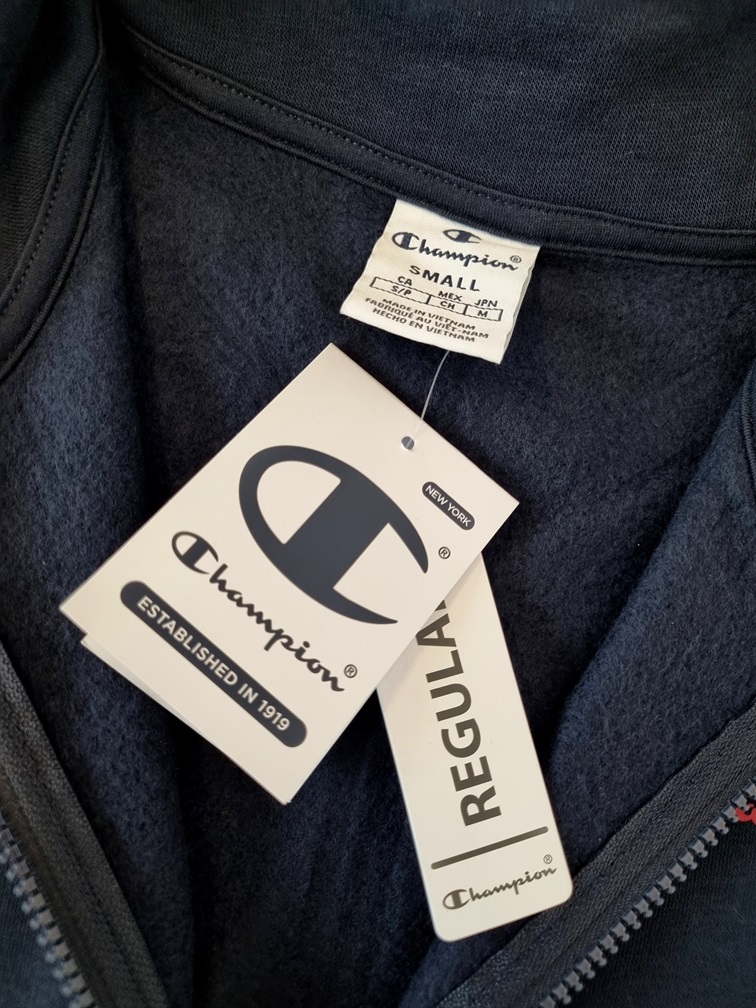 Champion®
SMALL
CA MEX JPN
S/P CH M
MADE IN VIETNAM
FABRIQUÉ AU VIÊT-NAM
HECHO EN VIETNAM
NEW YORK
®
Champion®
ESTABLISHED IN 1919
REGULAR
Champion®